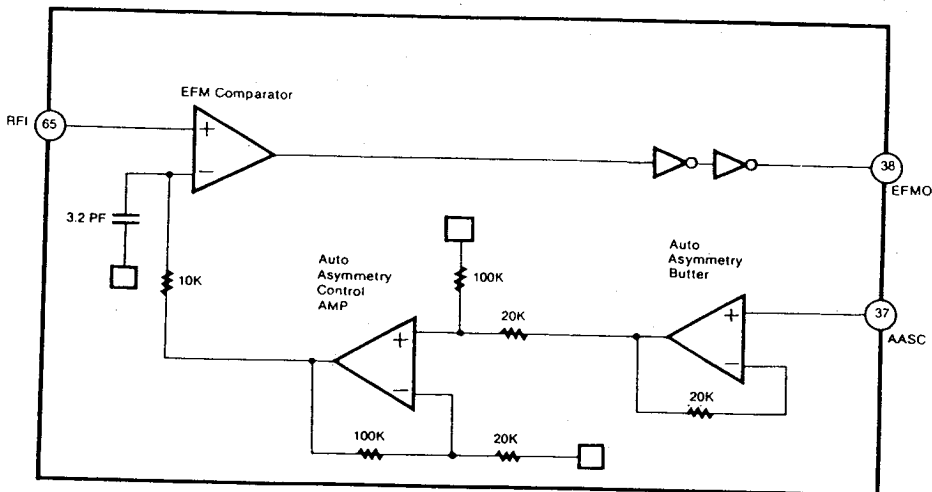 EFM Comparator
RFI
65
+
−
3.2 PF
10K
38
EFMO
Auto
Asymmetry
Control
AMP
100K
Auto
Asymmetry
Butter
20K
+
−
+
−
37
AASC
20K
100K
20K